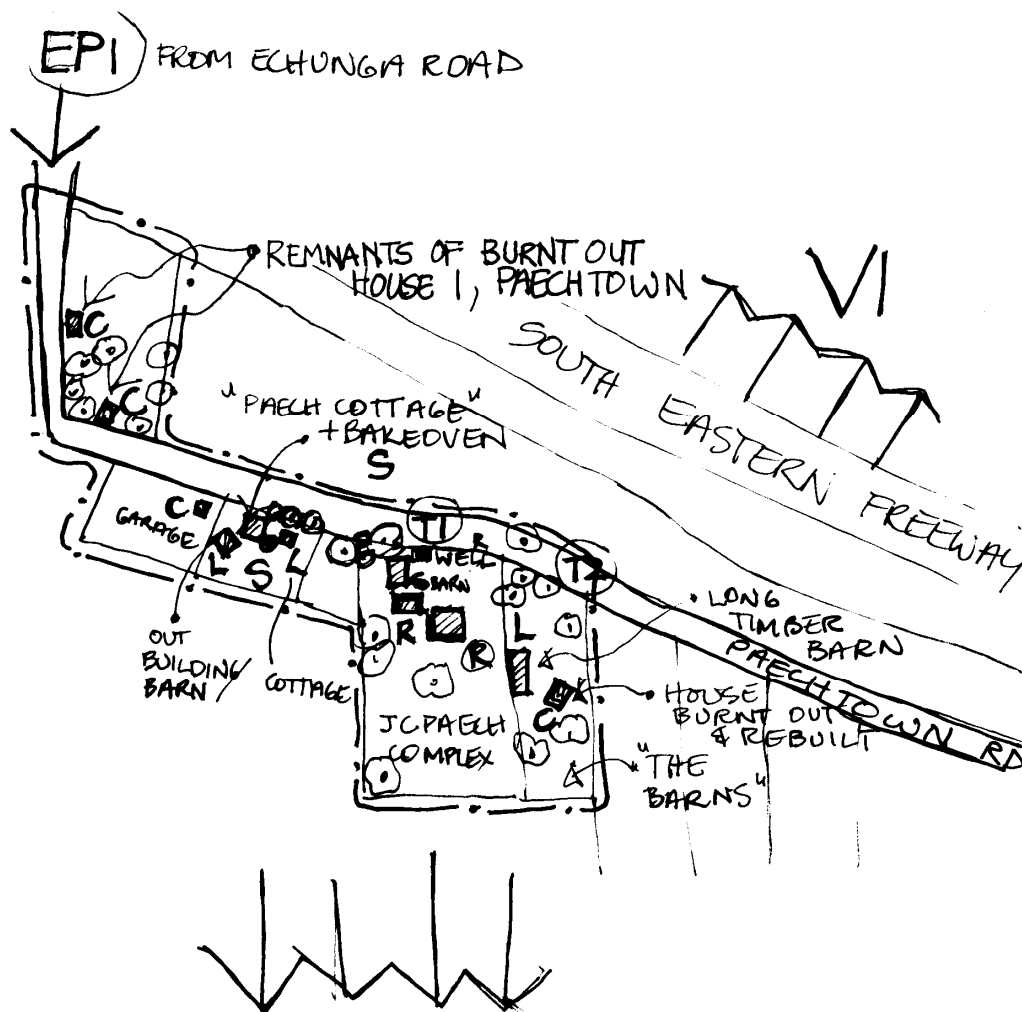 EP1 FROM ECHUNGA ROAD
REMNANTS OF BURNT OUT
HOUSE 1, PAECHTOWN
V1
SOUTH EASTERN FREEWAY
C
C
"PAECH COTTAGE"
+ BAKEOVEN
S
C
GARAGE
L
S
L
OUT
BUILDING/
BARN
COTTAGE
T1
R
WELL
S BARN
R
R
L
T2
JC PAECH
COMPLEX
C
LONG
TIMBER
BARN
PAECHTOWN RD
HOUSE
BURNT OUT
& REBUILT
"THE
BARNS"